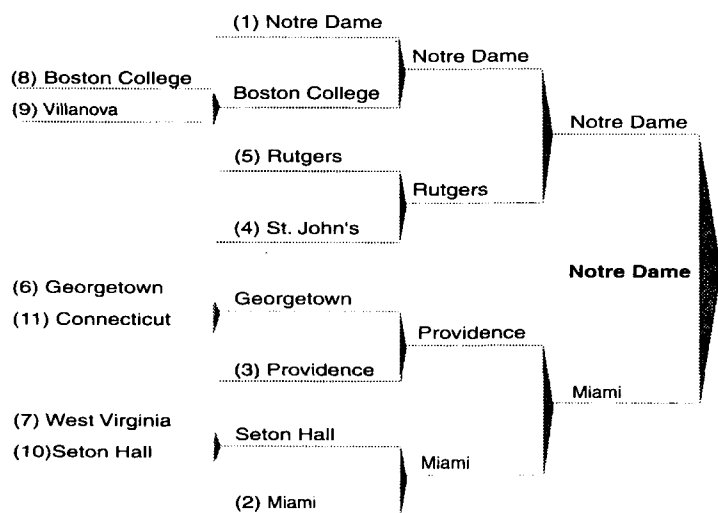 (1) Notre Dame
Notre Dame
(8) Boston College
Boston College
(9) Villanova
Notre Dame
(5) Rutgers
Rutgers
(4) St. John's
Notre Dame
(6) Georgetown
Georgetown
(11) Connecticut
Providence
(3) Providence
Miami
(7) West Virginia
Seton Hall
(10)Seton Hall
Miami
(2) Miami